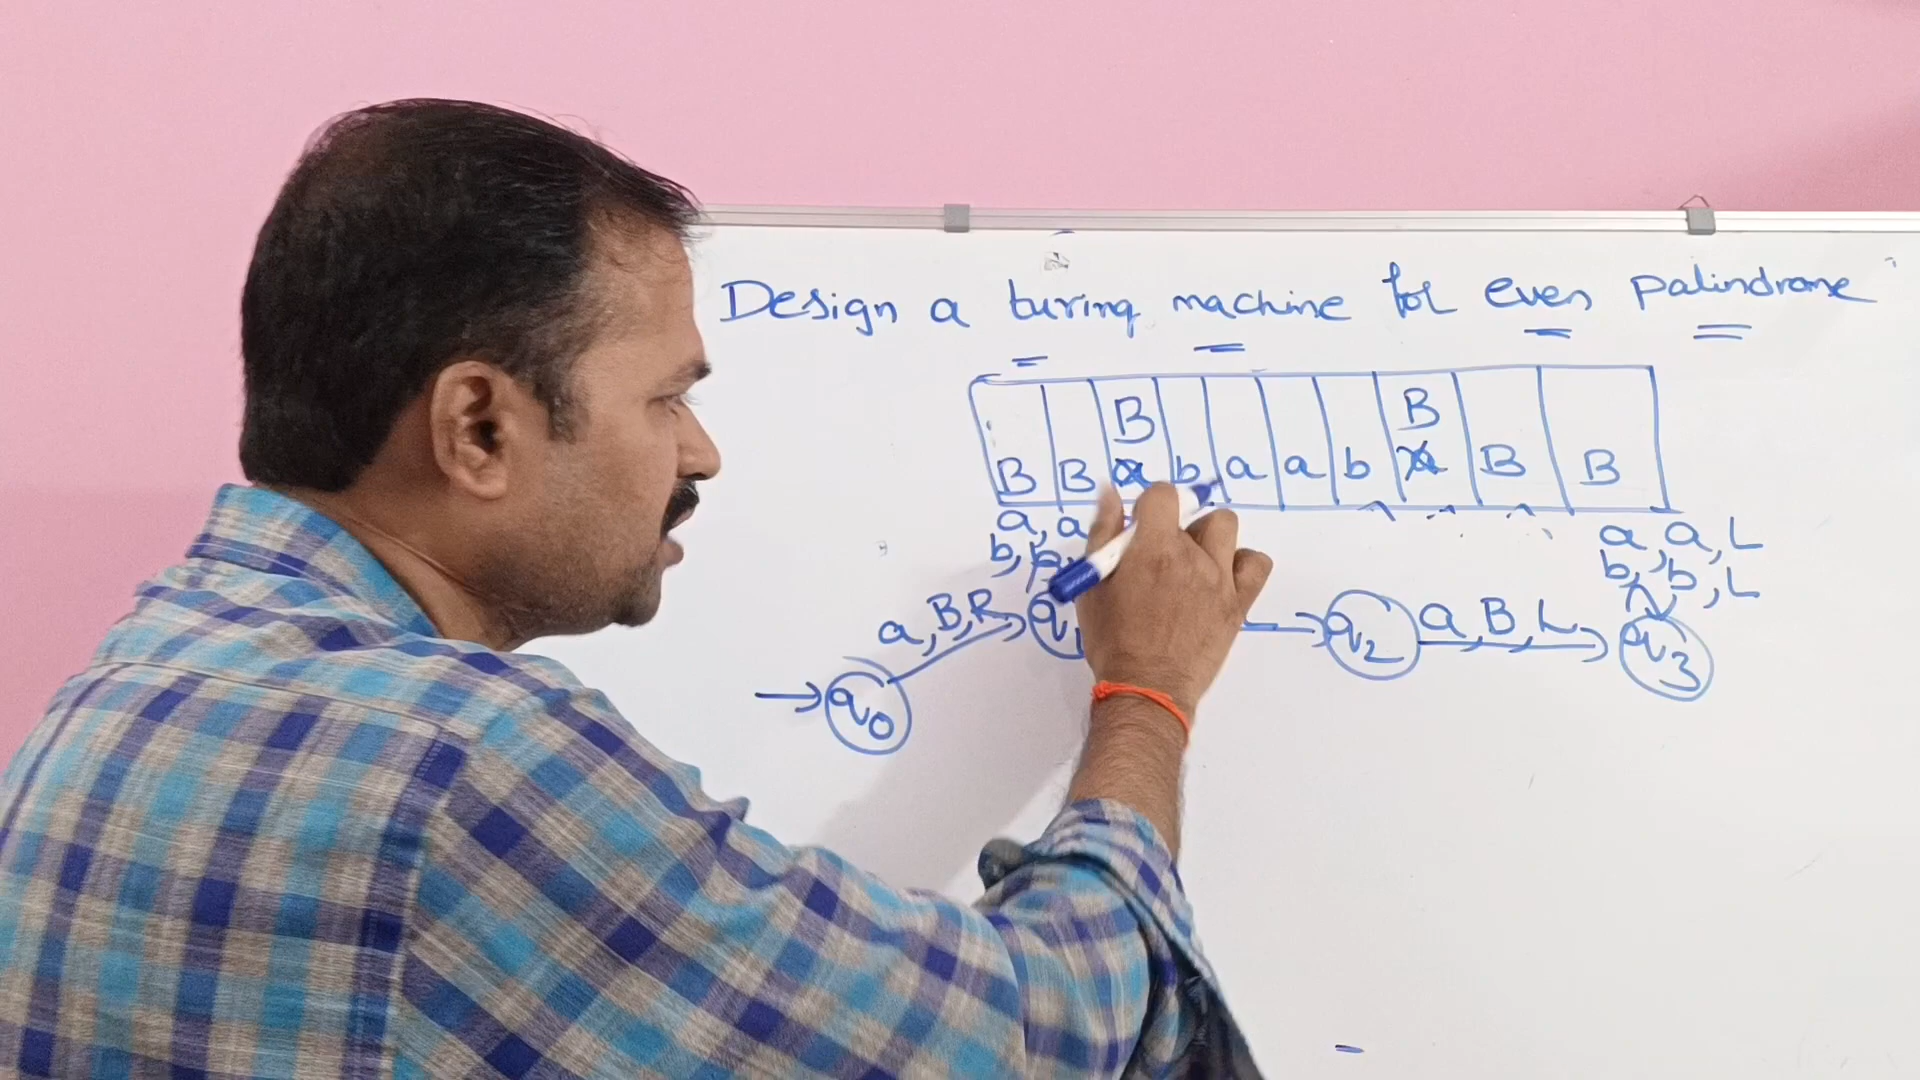 Design a turing machine for even palindrome
B B
B B a b a a b a B B
a, a a, a, L
b, b b, b, L
a, B, R L a, B, L
q0 q1 q2 q3